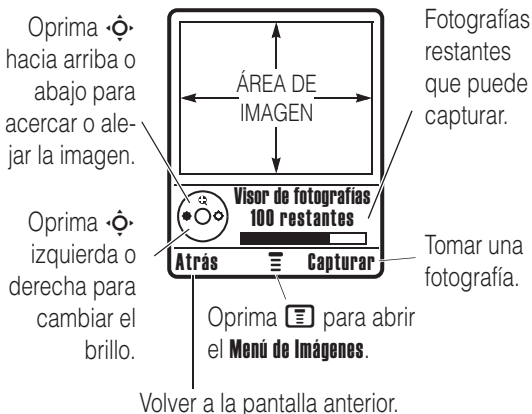 Oprima
hacia arriba o
abajo para
acercar o ale-
jar la imagen.
Oprima
izquierda o
derecha para
cambiar el
brillo.
ÁREA DE
IMAGEN
Visor de fotografías
100 restantes
Atrás
Capturar
Fotografías
restantes
que puede
capturar.
Tomar una
fotografía.
Oprima para abrir
el Menú de Imágenes.
Volver a la pantalla anterior.